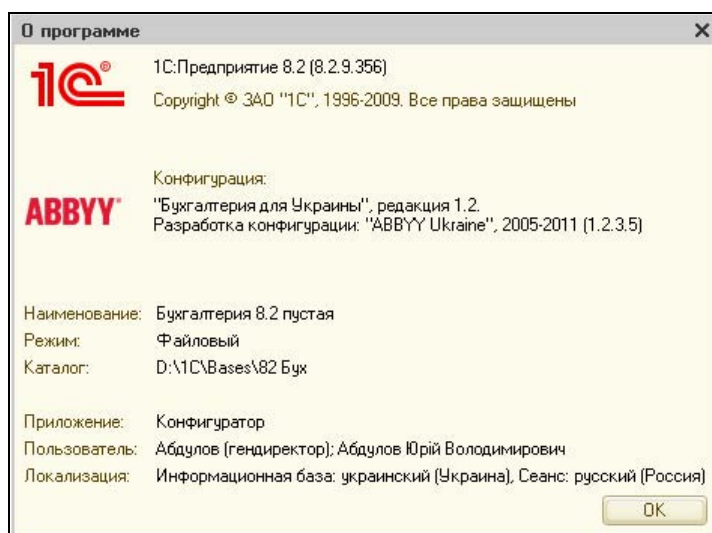 О программе
1С®
1С:Предприятие 8.2 (8.2.9.356)
Copyright © ЗАО "1С", 1996-2009. Все права защищены
Конфигурация:
ABBYY®
"Бухгалтерия для Украины", редакция 1.2.
Разработка конфигурации: "ABBYY Ukraine", 2005-2011 (1.2.3.5)
Наименование: Бухгалтерия 8.2 пустая
Режим: Файловый
Каталог: D:\1C\Bases\82 Бух
Приложение: Конфигуратор
Пользователь: Абдулов (гендиректор); Абдулов Юрій Володимирович
Локализация: Информационная база: украинский (Украина), Сеанс: русский (Россия)
OK